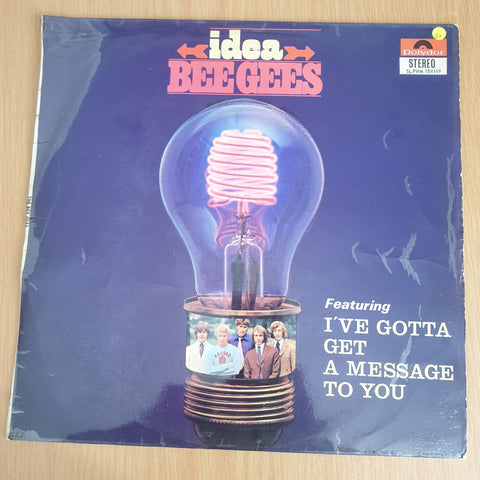 idea
BEE GEES
polydor
STEREO
SLPHM 184169
Featuring
I'VE GOTTA
GET
A MESSAGE
TO YOU